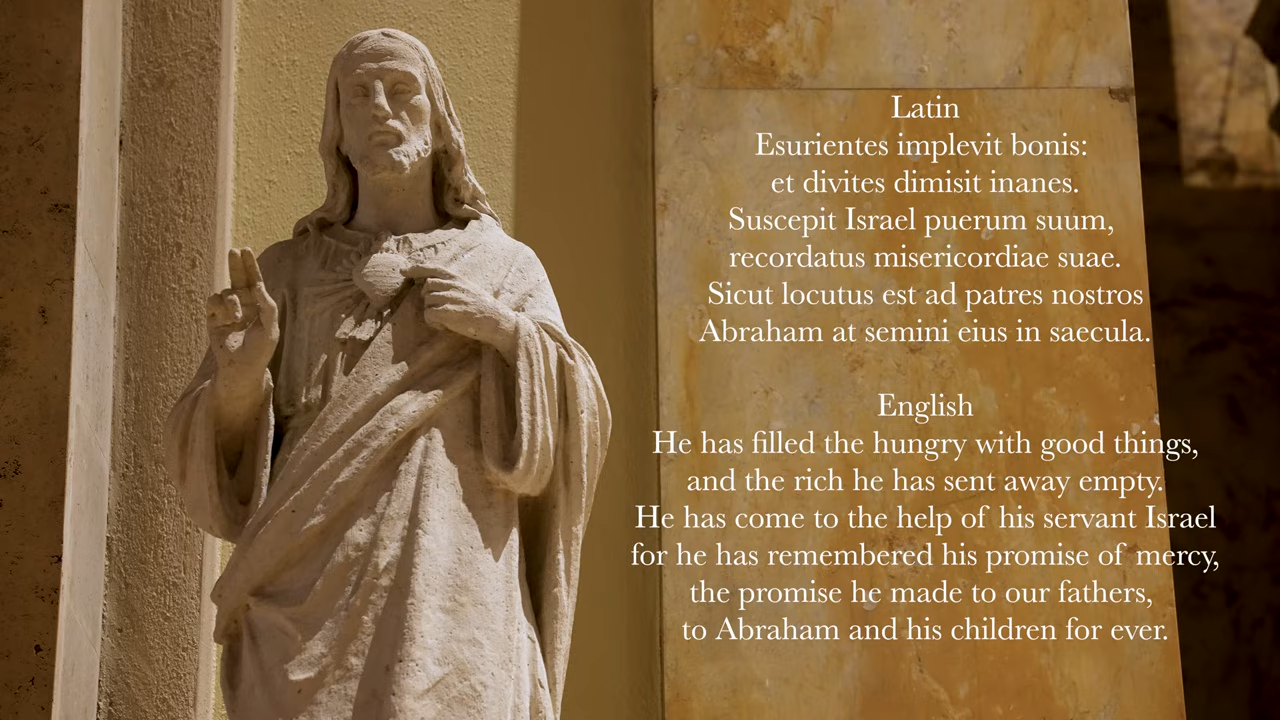 Latin
Esurientes implevit bonis:
et divites dimisit inanes.
Suscepit Israel puerum suum,
recordatus misericordiae suae.
Sicut locutus est ad patres nostros
Abraham at semini eius in saecula.
English
He has filled the hungry with good things,
and the rich he has sent away empty.
He has come to the help of his servant Israel
for he has remembered his promise of mercy,
the promise he made to our fathers,
to Abraham and his children for ever.